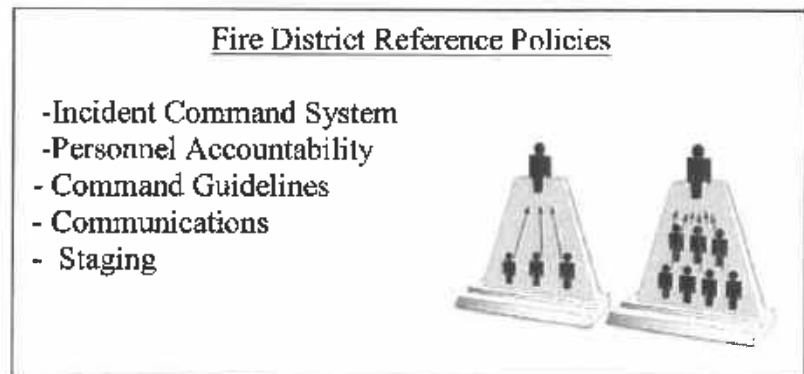 Fire District Reference Policies
-Incident Command System
-Personnel Accountability
- Command Guidelines
- Communications
- Staging